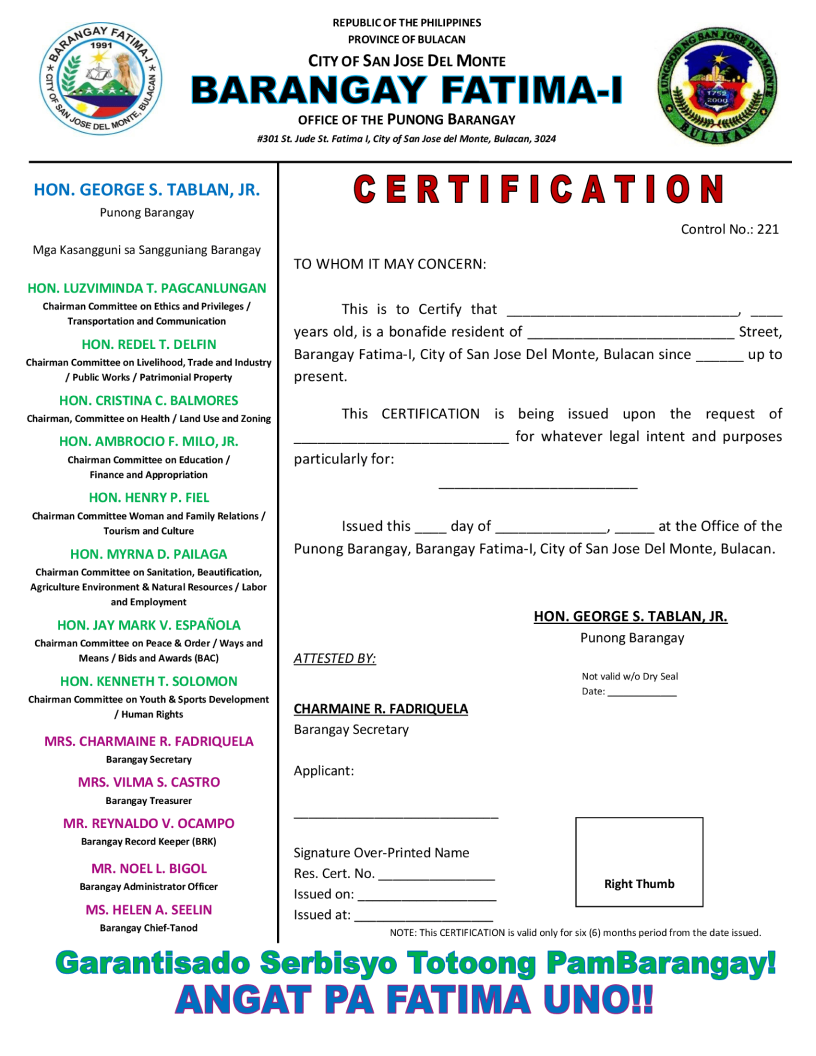 REPUBLIC OF THE PHILIPPINES
PROVINCE OF BULACAN
CITY OF SAN JOSE DEL MONTE
BARANGAY FATIMA-I
OFFICE OF THE PUNONG BARANGAY
#301 St. Jude St. Fatima I, City of San Jose del Monte, Bulacan, 3024
BARANGAY FATIMA-I
1991
CITY OF SAN JOSE DEL MONTE, BULACAN
LUNGSOD NG SAN JOSE DEL MONTE
1752
2000
BULAKAN
HON. GEORGE S. TABLAN, JR.
Punong Barangay
Mga Kasangguni sa Sangguniang Barangay
HON. LUZVIMINDA T. PAGCANLUNGAN
Chairman Committee on Ethics and Privileges /
Transportation and Communication
HON. REDEL T. DELFIN
Chairman Committee on Livelihood, Trade and Industry
/ Public Works / Patrimonial Property
HON. CRISTINA C. BALMORES
Chairman, Committee on Health / Land Use and Zoning
HON. AMBROCIO F. MILO, JR.
Chairman Committee on Education /
Finance and Appropriation
HON. HENRY P. FIEL
Chairman Committee Woman and Family Relations /
Tourism and Culture
HON. MYRNA D. PAILAGA
Chairman Committee on Sanitation, Beautification,
Agriculture Environment & Natural Resources / Labor
and Employment
HON. JAY MARK V. ESPAÑOLA
Chairman Committee on Peace & Order / Ways and
Means / Bids and Awards (BAC)
HON. KENNETH T. SOLOMON
Chairman Committee on Youth & Sports Development
/ Human Rights
MRS. CHARMAINE R. FADRIQUELA
Barangay Secretary
MRS. VILMA S. CASTRO
Barangay Treasurer
MR. REYNALDO V. OCAMPO
Barangay Record Keeper (BRK)
MR. NOEL L. BIGOL
Barangay Administrator Officer
MS. HELEN A. SEELIN
Barangay Chief-Tanod
CERTIFICATION
Control No.: 221
TO WHOM IT MAY CONCERN:
This is to Certify that ____________________________, ____
years old, is a bonafide resident of _________________________ Street,
Barangay Fatima-I, City of San Jose Del Monte, Bulacan since ______ up to
present.
This CERTIFICATION is being issued upon the request of
___________________________ for whatever legal intent and purposes
particularly for:
_________________________
Issued this ____ day of ______________, _____ at the Office of the
Punong Barangay, Barangay Fatima-I, City of San Jose Del Monte, Bulacan.
HON. GEORGE S. TABLAN, JR.
Punong Barangay
ATTESTED BY:
Not valid w/o Dry Seal
Date: ______________
CHARMAINE R. FADRIQUELA
Barangay Secretary
Applicant:
__________________________
Signature Over-Printed Name
Res. Cert. No. _______________
Issued on: __________________
Issued at: __________________
Right Thumb
NOTE: This CERTIFICATION is valid only for six (6) months period from the date issued.
Garantisado Serbisyo Totoong PamBarangay!
ANGAT PA FATIMA UNO!!